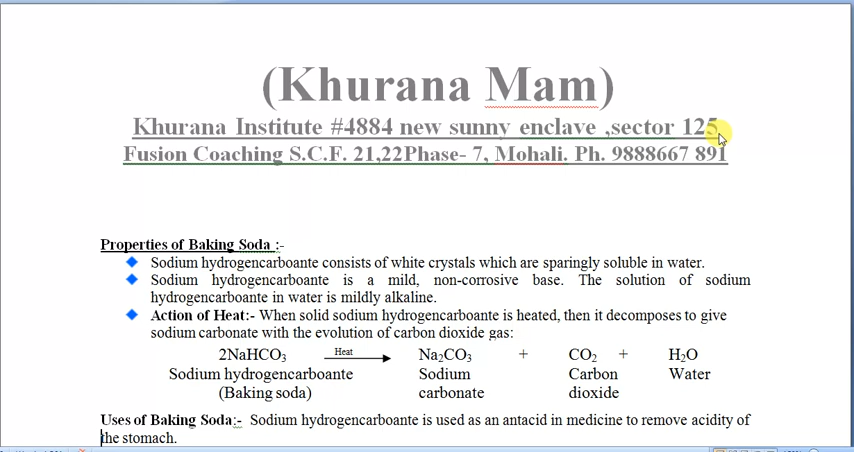 (Khurana Mam)
Khurana Institute #4884 new sunny enclave ,sector 125
Fusion Coaching S.C.F. 21,22Phase- 7, Mohali. Ph. 9888667 891
Properties of Baking Soda :-
Sodium hydrogencarboante consists of white crystals which are sparingly soluble in water.
Sodium hydrogencarboante is a mild, non-corrosive base. The solution of sodium
hydrogencarboante in water is mildly alkaline.
Action of Heat:- When solid sodium hydrogencarboante is heated, then it decomposes to give
sodium carbonate with the evolution of carbon dioxide gas:
2NaHCO₃ Heat Na₂CO₃ + CO₂ + H₂O
Sodium hydrogencarboante Sodium Carbon Water
(Baking soda) carbonate dioxide
Uses of Baking Soda:- Sodium hydrogencarboante is used as an antacid in medicine to remove acidity of
the stomach.